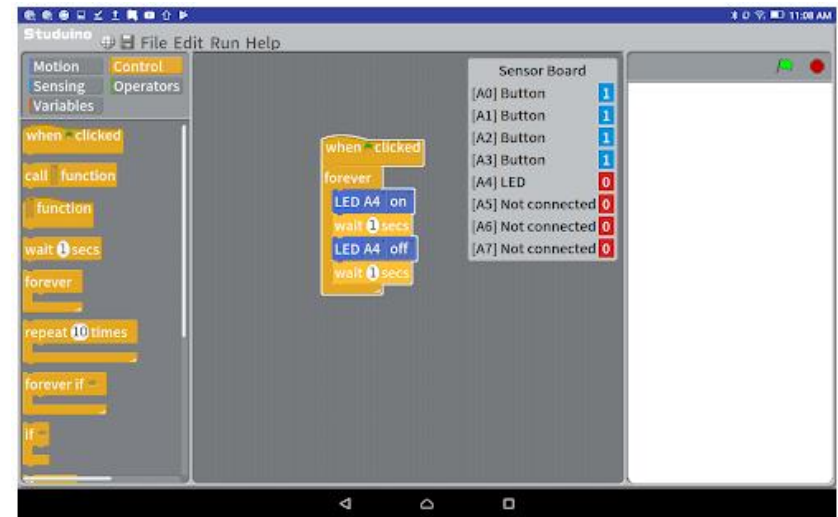 11:08 AM
Studuino
File Edit Run Help
Motion Control
Sensing Operators
Variables
when clicked
call function
function
wait 1 secs
forever
repeat 10 times
forever if
if
when clicked
forever
LED A4 on
wait 1 secs
LED A4 off
wait 1 secs
Sensor Board
[A0] Button 1
[A1] Button 1
[A2] Button 1
[A3] Button 1
[A4] LED 0
[A5] Not connected 0
[A6] Not connected 0
[A7] Not connected 0